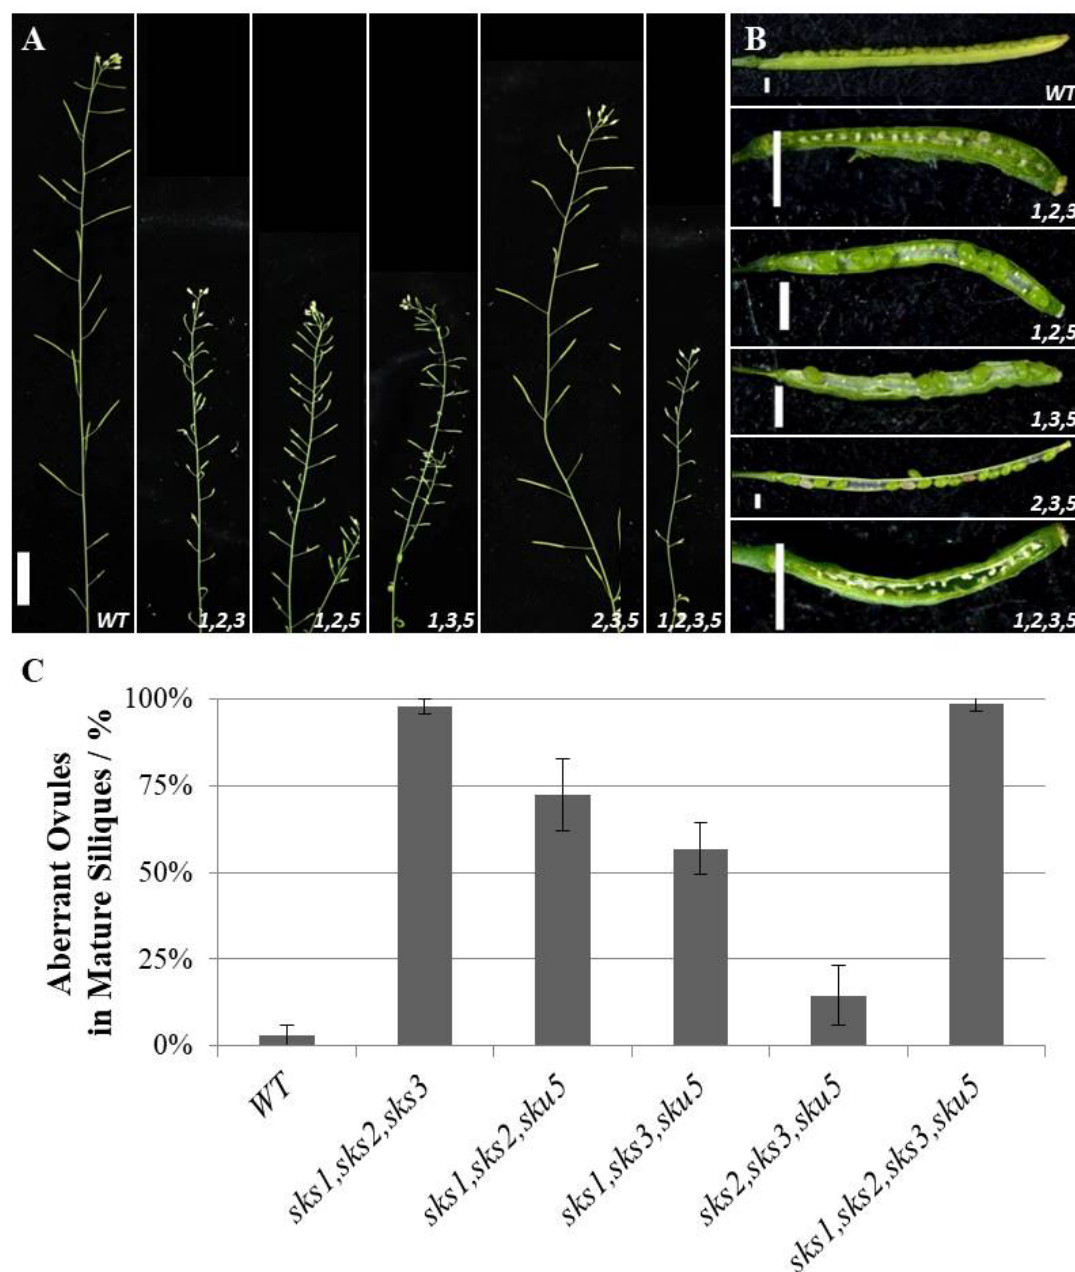 A
B
WT
1,2,3
1,2,5
1,3,5
2,3,5
1,2,3,5
WT
1,2,3
1,2,5
1,3,5
2,3,5
1,2,3,5
C
Aberrant Ovules
in Mature Siliques / %
100%
75%
50%
25%
0%
WT
sks1,sks2,sks3
sks1,sks2,sku5
sks1,sks3,sku5
sks2,sks3,sku5
sks1,sks2,sks3,sku5